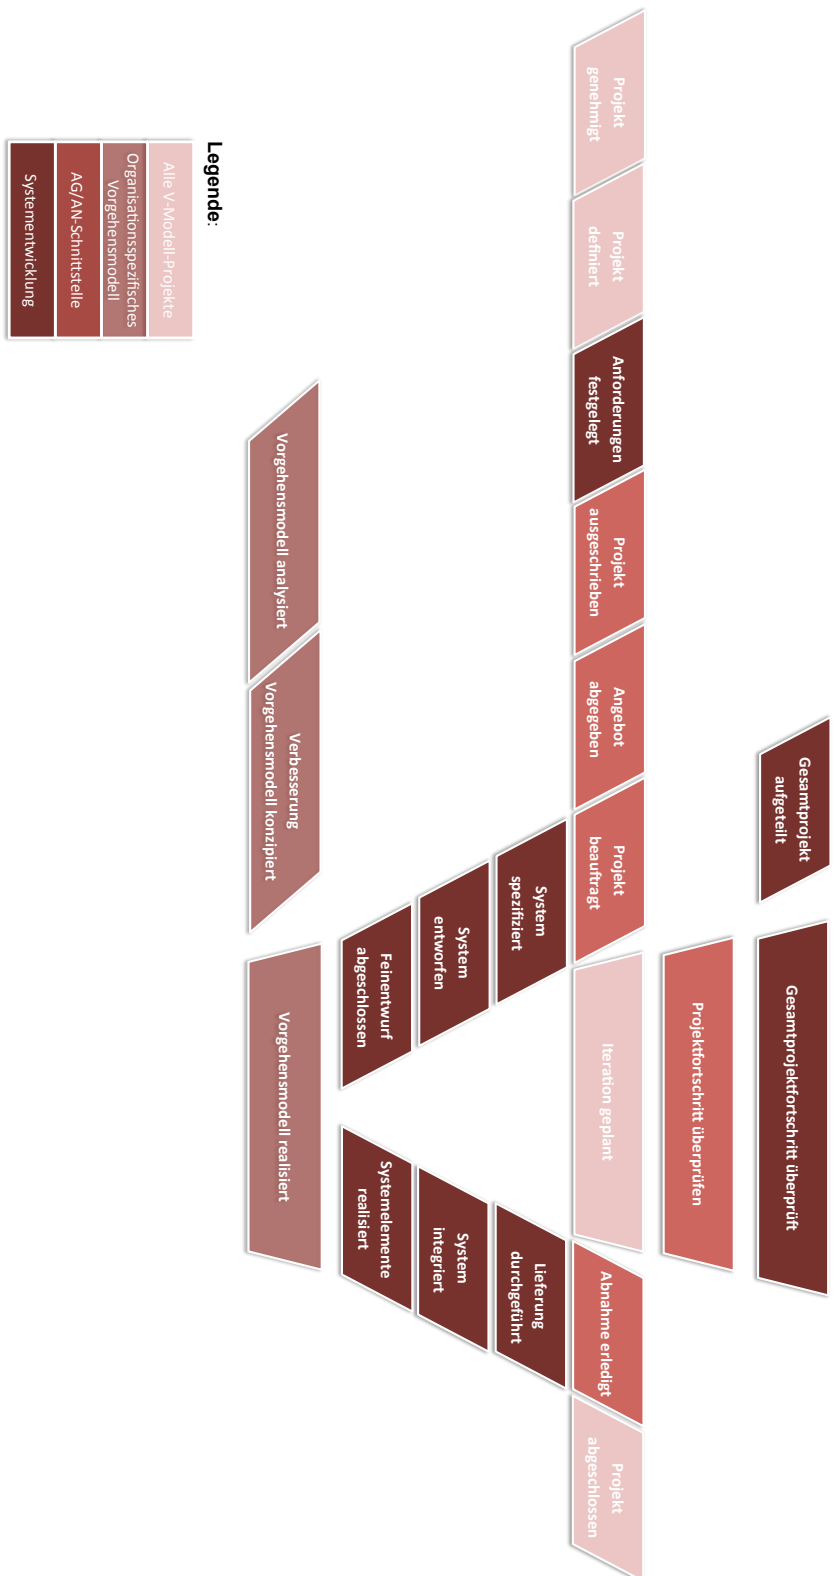 Gesamtprojekt
aufgeteilt
Gesamtprojektfortschritt überprüft
Projektfortschritt überprüfen
Projekt
genehmigt
Projekt
definiert
Anforderungen
festgelegt
Projekt
ausgeschrieben
Angebot
abgegeben
Projekt
beauftragt
Iteration geplant
Abnahme erledigt
Projekt
abgeschlossen
System
spezifiziert
Lieferung
durchgeführt
System
entworfen
System
integriert
Feinentwurf
abgeschlossen
Systemelemente
realisiert
Vorgehensmodell analysiert
Verbesserung
Vorgehensmodell konzipiert
Vorgehensmodell realisiert
Legende:
Alle V-Modell-Projekte
Organisationsspezifisches
Vorgehensmodell
AG/AN-Schnittstelle
Systementwicklung